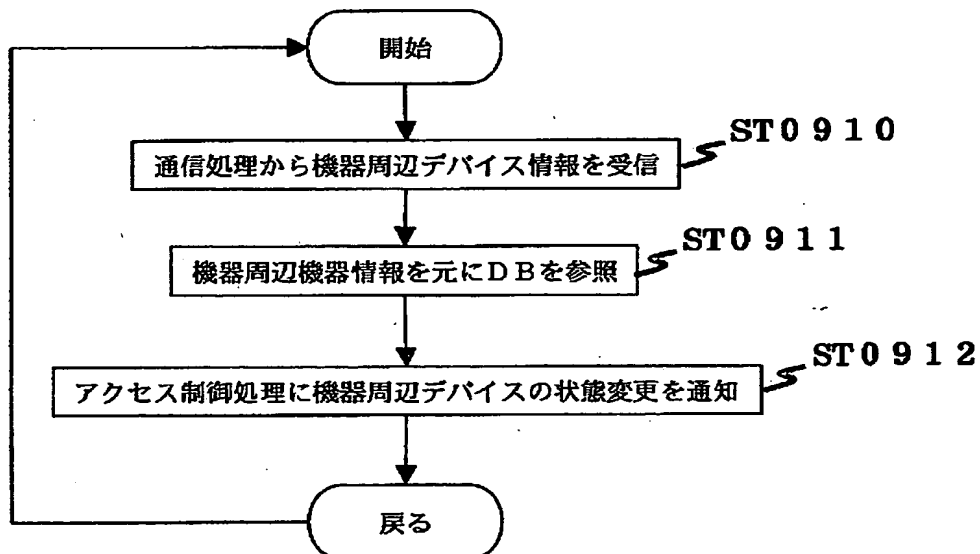 開始
ST０９１０
通信処理から機器周辺デバイス情報を受信
ST０９１１
機器周辺機器情報を元にＤＢを参照
ST０９１２
アクセス制御処理に機器周辺デバイスの状態変更を通知
戻る